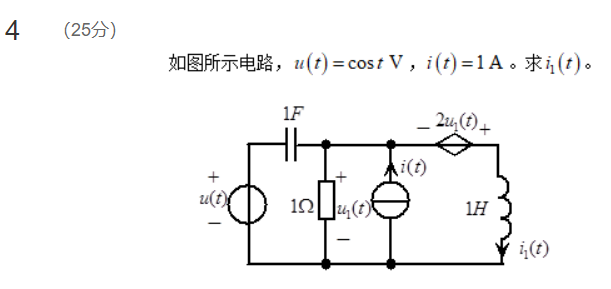 4 （25分）
如图所示电路，u(t)=cost V，i(t)=1 A。求i₁(t)。
1F
− 2u₁(t) +
+
u(t)
−
1Ω
+
u₁(t)
−
i(t)
1H
i₁(t)